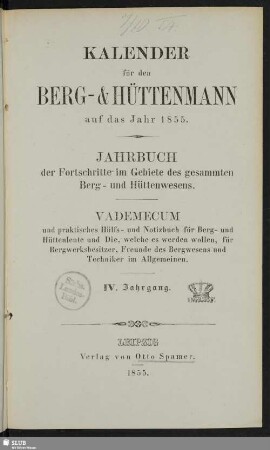 KALENDER
für den
BERG- & HÜTTENMANN
auf das Jahr 1855.
JAHRBUCH
der Fortschritte im Gebiete des gesammten
Berg- und Hüttenwesens.
VADEMECUM
und praktisches Hülfs- und Notizbuch für Berg- und
Hüttenleute und Die, welche es werden wollen, für
Bergwerksbesitzer, Freunde des Bergwesens und
Techniker im Allgemeinen.
IV. Jahrgang.
LEIPZIG
Verlag von Otto Spamer.
1855.
SLUB